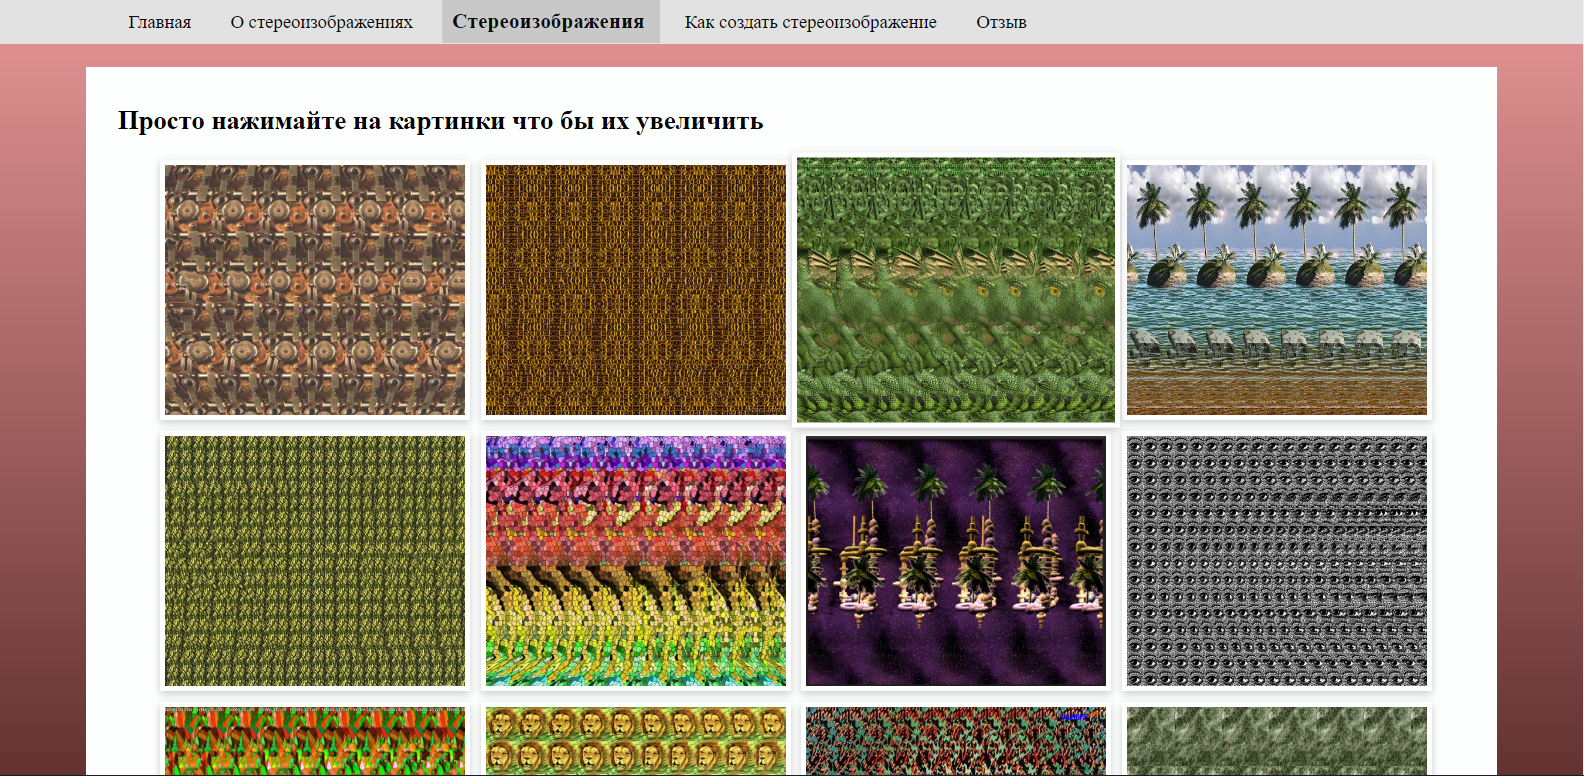 Главная О стереоизображениях Стереоизображения Как создать стереоизображение Отзыв
Просто нажимайте на картинки что бы их увеличить